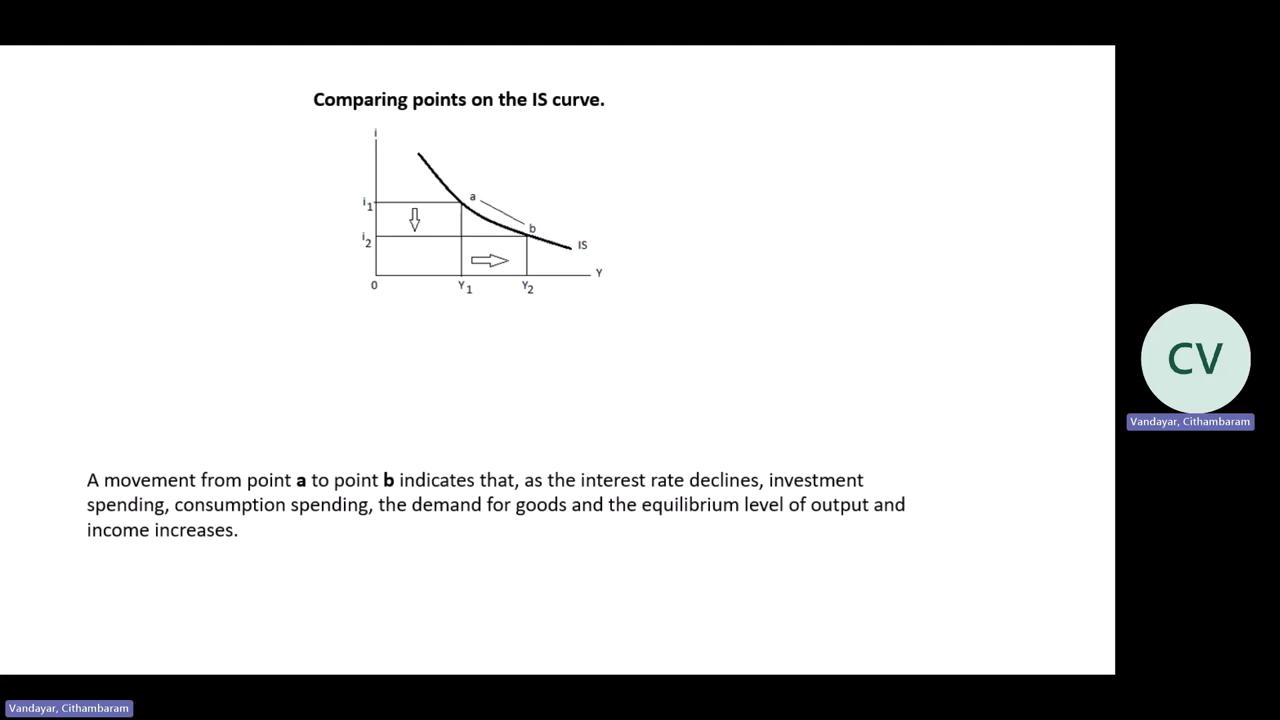 Comparing points on the IS curve.
i
a
i1
b
i2
IS
Y
0
Y1
Y2
CV
Vandayar, Cithambaram
A movement from point a to point b indicates that, as the interest rate declines, investment
spending, consumption spending, the demand for goods and the equilibrium level of output and
income increases.
Vandayar, Cithambaram